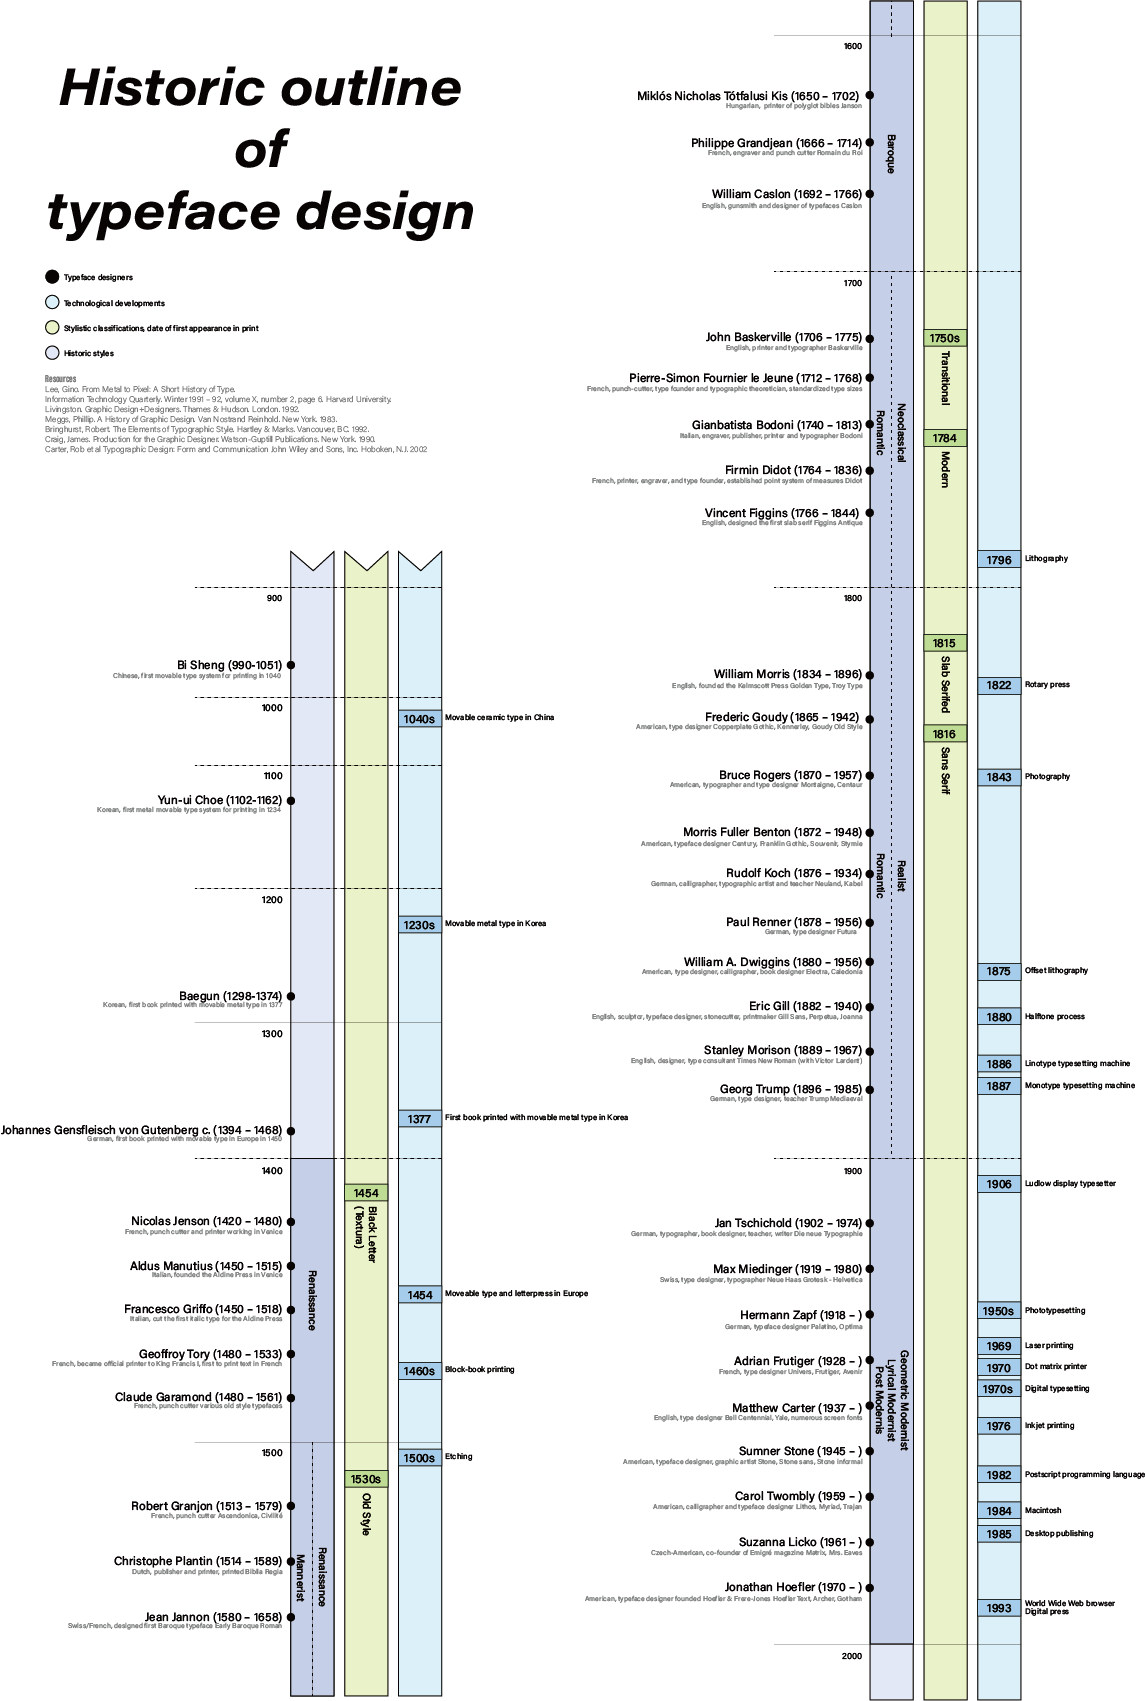 Historic outline
of
typeface design
Typeface designers
Technological developments
Stylistic classifications, date of first appearance in print
Historic styles
Resources
Lee, Gino. From Metal to Pixel: A Short History of Type.
Information Technology Quarterly. Winter 1991 – 92, volume X, number 2, page 6. Harvard University.
Livingston. Graphic Design+Designers. Thames & Hudson. London. 1992.
Meggs, Phillip. A History of Graphic Design. Van Nostrand Reinhold. New York. 1983.
Bringhurst, Robert. The Elements of Typographic Style. Hartley & Marks. Vancouver, BC. 1992.
Craig, James. Production for the Graphic Designer. Watson-Guptill Publications. New York. 1990.
Carter, Rob et al Typographic Design: Form and Communication John Wiley and Sons, Inc. Hoboken, N.J. 2002
900
Bi Sheng (990-1051)
Chinese, first movable type system for printing in 1040
1000
1040s Movable ceramic type in China
1100
Yun-ui Choe (1102-1162)
Korean, first metal movable type system for printing in 1234
1200
1230s Movable metal type in Korea
Baegun (1298-1374)
Korean, first book printed with movable metal type in 1377
1300
1377 First book printed with movable metal type in Korea
Johannes Gensfleisch von Gutenberg c. (1394 – 1468)
German, first book printed with movable type in Europe in 1450
1400
1454
Black Letter
(Textura)
Nicolas Jenson (1420 – 1480)
French, punch cutter and printer working in Venice
Aldus Manutius (1450 – 1515)
Italian, founded the Aldine Press in Venice
Renaissance
1454 Moveable type and letterpress in Europe
Francesco Griffo (1450 – 1518)
Italian, cut the first Italic type for the Aldine Press
Geoffroy Tory (1480 – 1533)
French, became official printer to King Francis I, first to print text in French
1460s Block-book printing
Claude Garamond (1480 – 1561)
French, punch cutter various old style typefaces
1500
1500s Etching
1530s
Old Style
Robert Granjon (1513 – 1579)
French, punch cutter Ascendonica, Civilité
Christophe Plantin (1514 – 1589)
Dutch, publisher and printer, printed Biblia Regia
Renaissance
Mannerist
Jean Jannon (1580 – 1658)
Swiss/French, designed first Baroque typeface Early Baroque Roman
1600
Miklós Nicholas Tótfalusi Kis (1650 – 1702)
Hungarian, printer of polyglot bibles Janson
Philippe Grandjean (1666 – 1714)
French, engraver and punch cutter Romain du Roi
Baroque
William Caslon (1692 – 1766)
English, gunsmith and designer of typefaces Caslon
1700
John Baskerville (1706 – 1775)
English, printer and typographer Baskerville
1750s
Transitional
Pierre-Simon Fournier le Jeune (1712 – 1768)
French, punch-cutter, type founder and typographic theoretician, standardized type sizes
Gianbatista Bodoni (1740 – 1813)
Italian, engraver, publisher, printer and typographer Bodoni
Neoclassical
Romantic
1784
Modern
Firmin Didot (1764 – 1836)
French, printer, engraver, and type founder, established point system of measures Didot
Vincent Figgins (1766 – 1844)
English, designed the first slab serif Figgins Antique
1796 Lithography
1800
1815
Slab Serifed
William Morris (1834 – 1896)
English, founded the Kelmscott Press Golden Type, Troy Type
1822 Rotary press
Frederic Goudy (1865 – 1942)
American, type designer Copperplate Gothic, Kennerley, Goudy Old Style
1816
Sans Serif
Bruce Rogers (1870 – 1957)
American, typographer and type designer Montaigne, Centaur
1843 Photography
Morris Fuller Benton (1872 – 1948)
American, typeface designer Century, Franklin Gothic, Souvenir, Stymie
Rudolf Koch (1876 – 1934)
German, calligrapher, typographic artist and teacher Neuland, Kabel
Realist
Romantic
Paul Renner (1878 – 1956)
German, type designer Futura
William A. Dwiggins (1880 – 1956)
American, type designer, calligrapher, book designer Electra, Caledonia
1875 Offset lithography
Eric Gill (1882 – 1940)
English, sculptor, typeface designer, stonecutter, printmaker Gill Sans, Perpetua, Joanna
1880 Halftone process
Stanley Morison (1889 – 1967)
English, designer, type consultant Times New Roman (with Victor Lardent)
1886 Linotype typesetting machine
Georg Trump (1896 – 1985)
German, type designer, teacher Trump Mediaeval
1887 Monotype typesetting machine
1900
1906 Ludlow display typesetter
Jan Tschichold (1902 – 1974)
German, typographer, book designer, teacher, writer Die neue Typographie
Max Miedinger (1919 – 1980)
Swiss, type designer, typographer Neue Haas Grotesk - Helvetica
Hermann Zapf (1918 – )
German, typeface designer Palatino, Optima
1950s Phototypesetting
1969 Laser printing
Adrian Frutiger (1928 – )
French, type designer Univers, Frutiger, Avenir
1970 Dot matrix printer
Geometric Modernist
Lyrical Modernist
Post Modernis
1970s Digital typesetting
Matthew Carter (1937 – )
English, type designer Bell Centennial, Yale, numerous screen fonts
1976 Inkjet printing
Sumner Stone (1945 – )
American, typeface designer, graphic artist Stone, Stone sans, Stone informal
1982 Postscript programming language
Carol Twombly (1959 – )
American, calligrapher and typeface designer Lithos, Myriad, Trajan
1984 Macintosh
1985 Desktop publishing
Suzanna Licko (1961 – )
Czech-American, co-founder of Emigré magazine Matrix, Mrs. Eaves
Jonathan Hoefler (1970 – )
American, typeface designer founded Hoefler & Frere-Jones Hoefler Text, Archer, Gotham
1993 World Wide Web browser
Digital press
2000